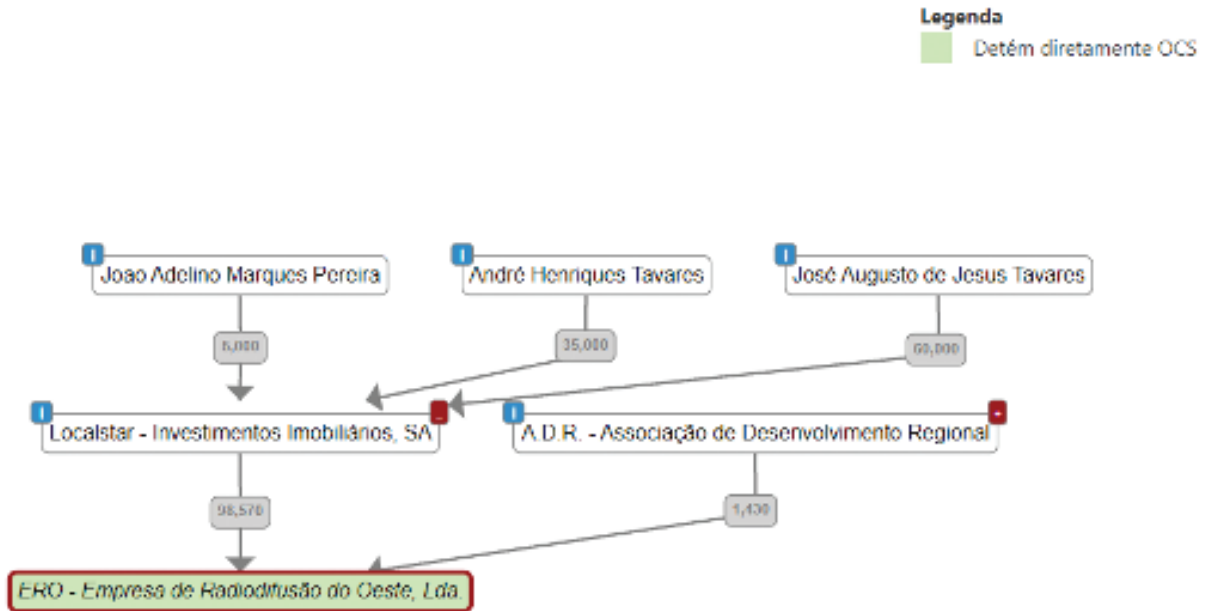 Legenda
Detém diretamente OCS
Joao Adelino Marques Pereira
André Henriques Tavares
José Augusto de Jesus Tavares
5,000
35,000
60,000
Localstar - Investimentos Imobiliários, SA
A.D.R. - Associação de Desenvolvimento Regional
98,570
1,430
ERO - Empresa de Radiodifusão do Oeste, Lda.